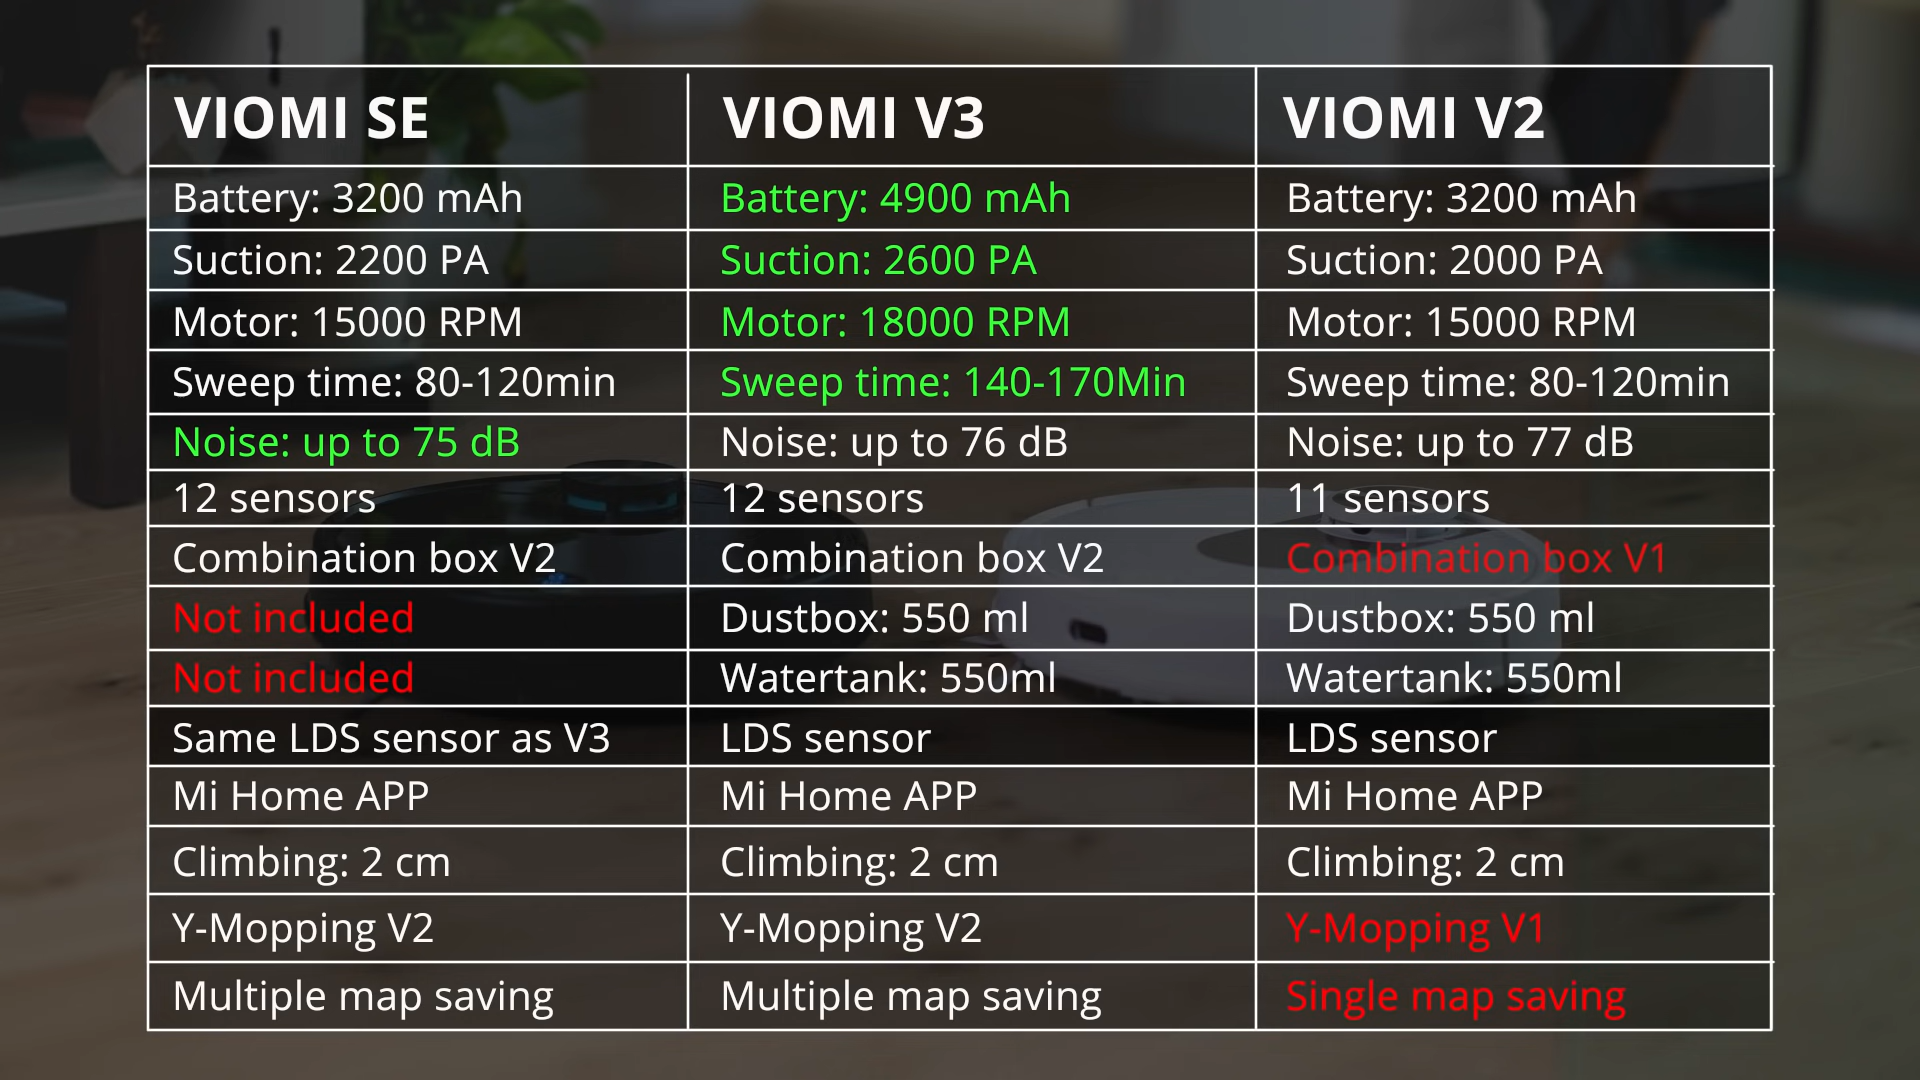 VIOMI SE VIOMI V3 VIOMI V2
Battery: 3200 mAh Battery: 4900 mAh Battery: 3200 mAh
Suction: 2200 PA Suction: 2600 PA Suction: 2000 PA
Motor: 15000 RPM Motor: 18000 RPM Motor: 15000 RPM
Sweep time: 80-120min Sweep time: 140-170Min Sweep time: 80-120min
Noise: up to 75 dB Noise: up to 76 dB Noise: up to 77 dB
12 sensors 12 sensors 11 sensors
Combination box V2 Combination box V2 Combination box V1
Not included Dustbox: 550 ml Dustbox: 550 ml
Not included Watertank: 550ml Watertank: 550ml
Same LDS sensor as V3 LDS sensor LDS sensor
Mi Home APP Mi Home APP Mi Home APP
Climbing: 2 cm Climbing: 2 cm Climbing: 2 cm
Y-Mopping V2 Y-Mopping V2 Y-Mopping V1
Multiple map saving Multiple map saving Single map saving